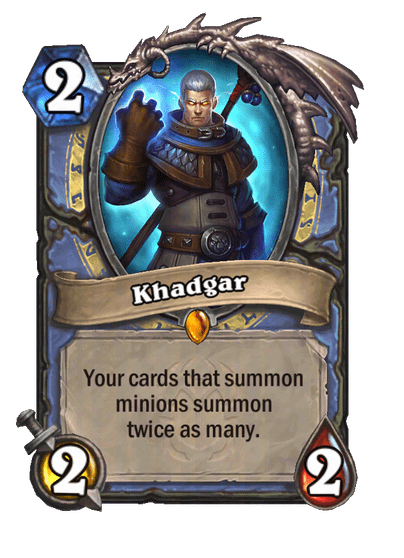 2
Khadgar
Your cards that summon
minions summon
twice as many.
2
2